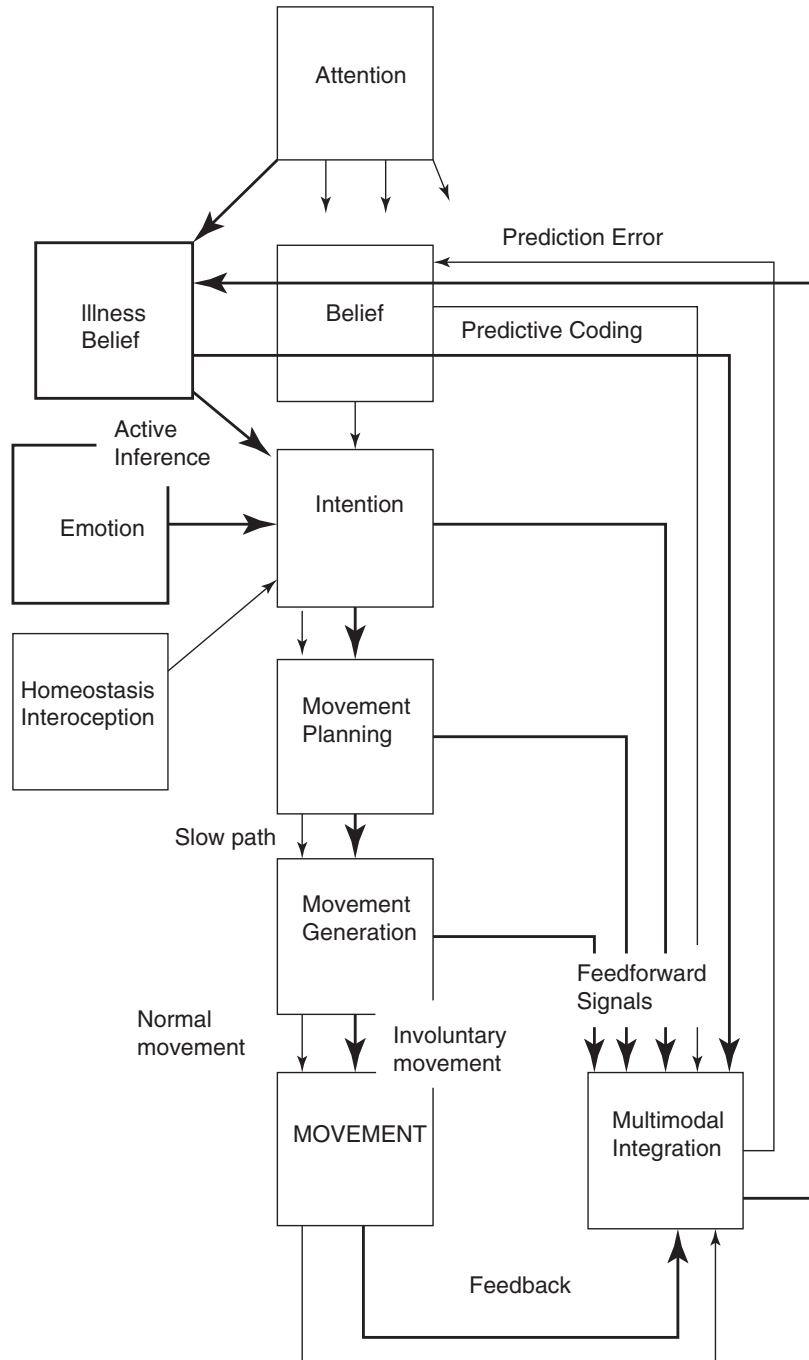 Attention
Prediction Error
Illness
Belief
Belief
Predictive Coding
Active
Inference
Intention
Emotion
Homeostasis
Interoception
Movement
Planning
Slow path
Movement
Generation
Feedforward
Signals
Normal
movement
Involuntary
movement
MOVEMENT
Multimodal
Integration
Feedback